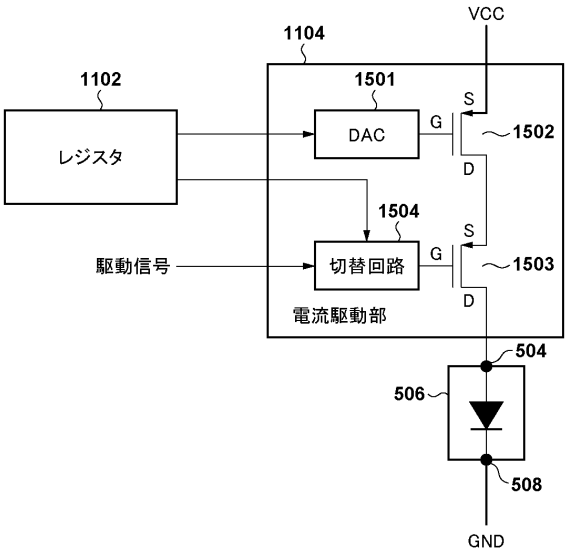 VCC
1104
1102
1501
S
レジスタ
DAC
G
1502
D
1504
S
駆動信号
切替回路
G
1503
D
電流駆動部
504
506
508
GND